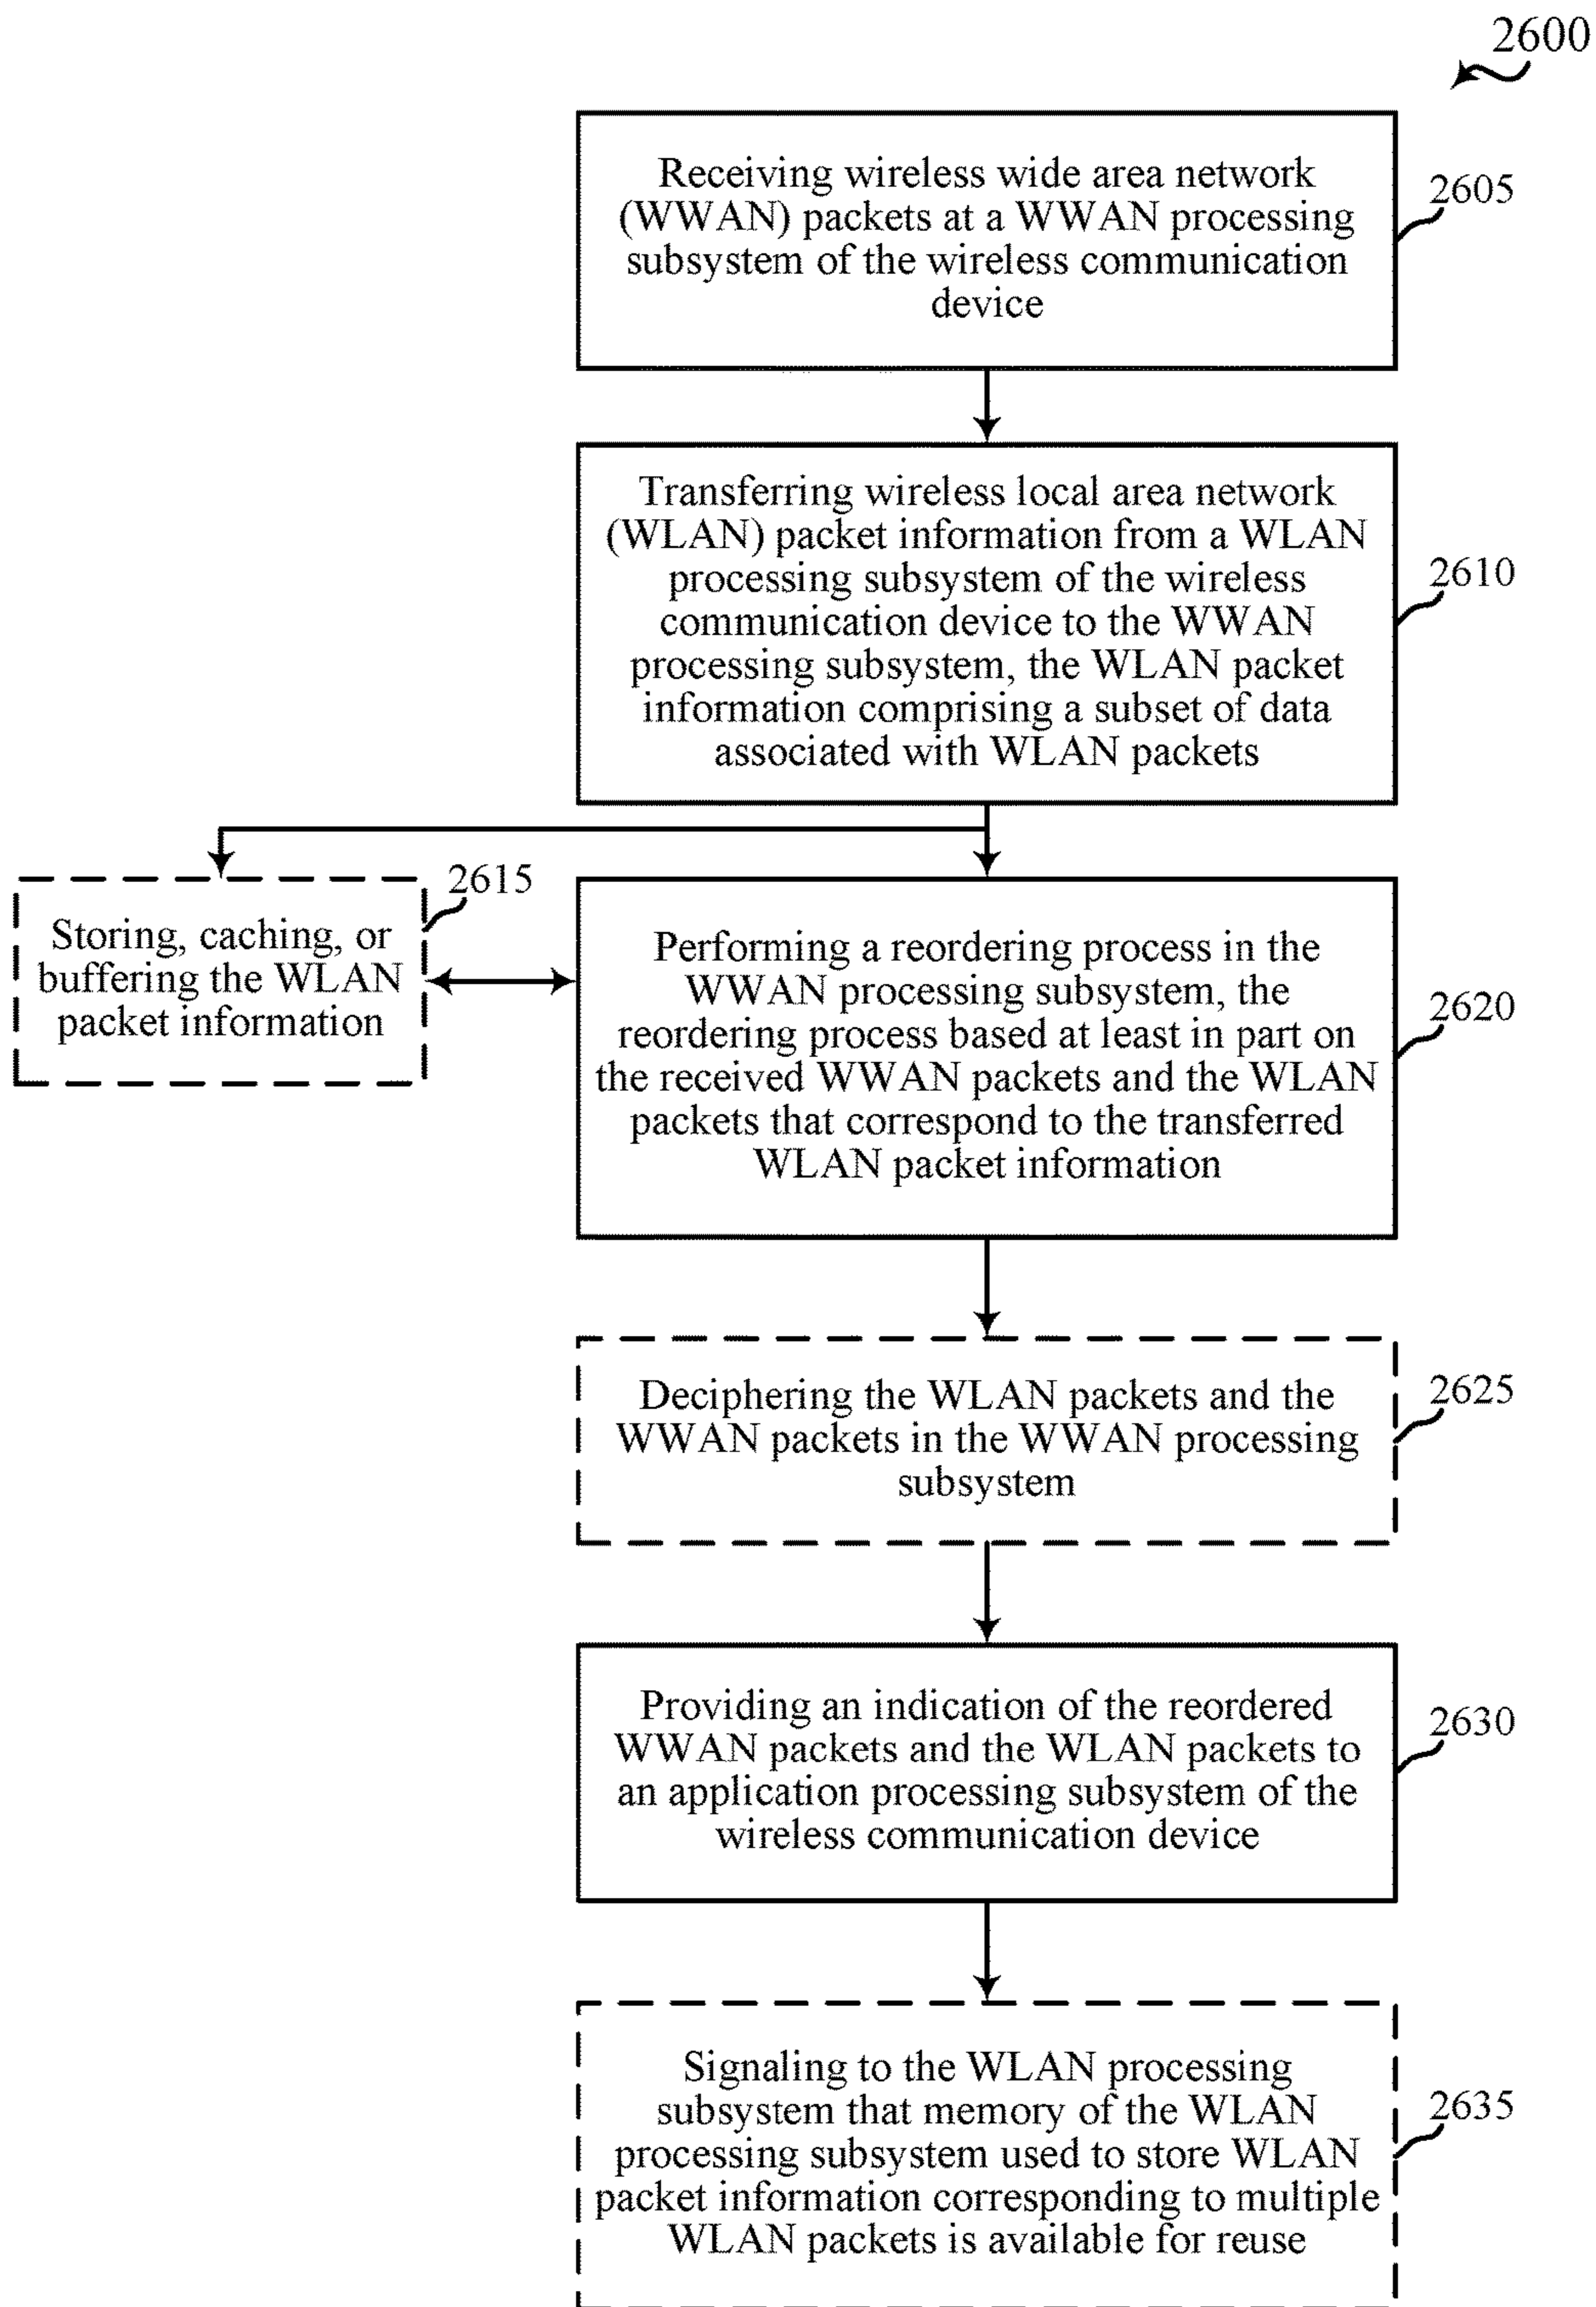 2600
Receiving wireless wide area network
(WWAN) packets at a WWAN processing
subsystem of the wireless communication
device
2605
Transferring wireless local area network
(WLAN) packet information from a WLAN
processing subsystem of the wireless
communication device to the WWAN
processing subsystem, the WLAN packet
information comprising a subset of data
associated with WLAN packets
2610
Storing, caching, or
buffering the WLAN
packet information
2615
Performing a reordering process in the
WWAN processing subsystem, the
reordering process based at least in part on
the received WWAN packets and the WLAN
packets that correspond to the transferred
WLAN packet information
2620
Deciphering the WLAN packets and the
WWAN packets in the WWAN processing
subsystem
2625
Providing an indication of the reordered
WWAN packets and the WLAN packets to
an application processing subsystem of the
wireless communication device
2630
Signaling to the WLAN processing
subsystem that memory of the WLAN
processing subsystem used to store WLAN
packet information corresponding to multiple
WLAN packets is available for reuse
2635